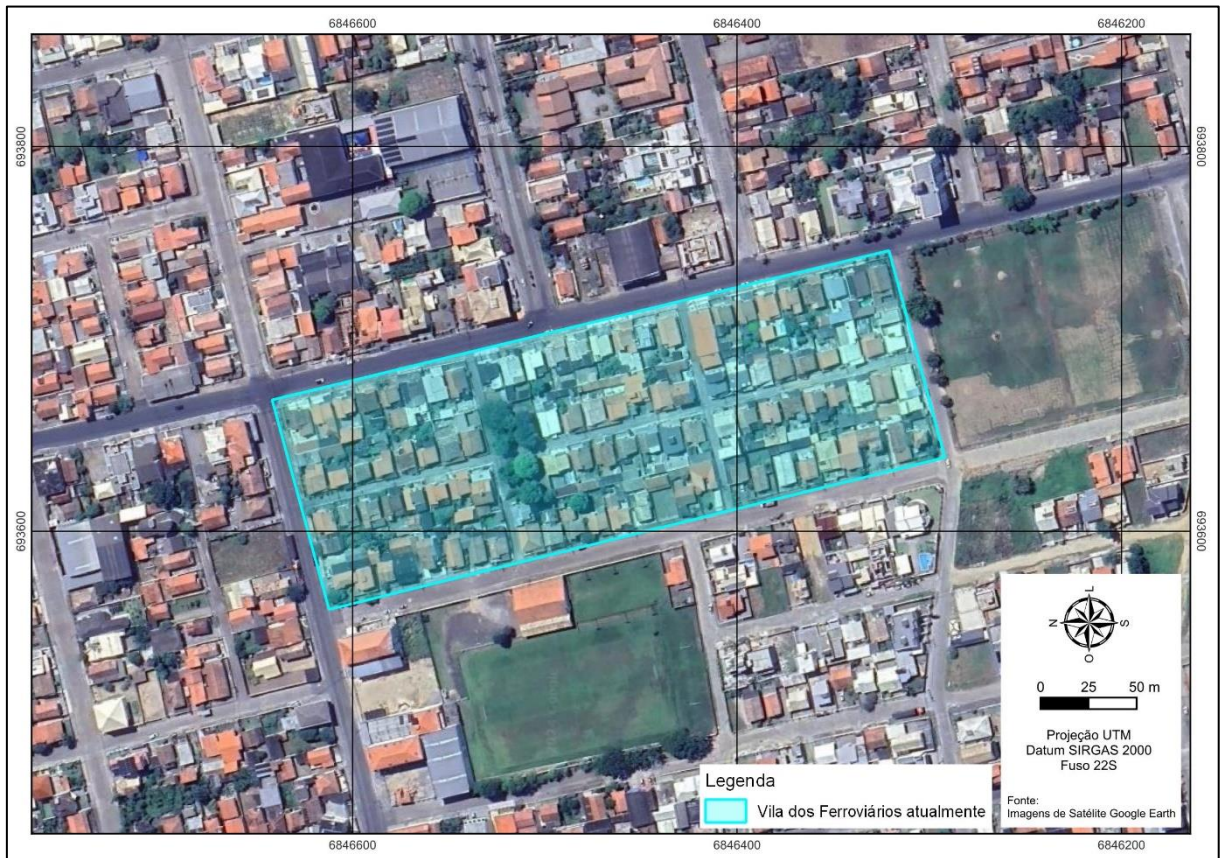 6846600
6846400
6846200
693800
693800
693600
693600
L
N
S
O
0 25 50 m
Projeção UTM
Datum SIRGAS 2000
Fuso 22S
Fonte:
Imagens de Satélite Google Earth
Legenda
Vila dos Ferroviários atualmente
6846600
6846400
6846200